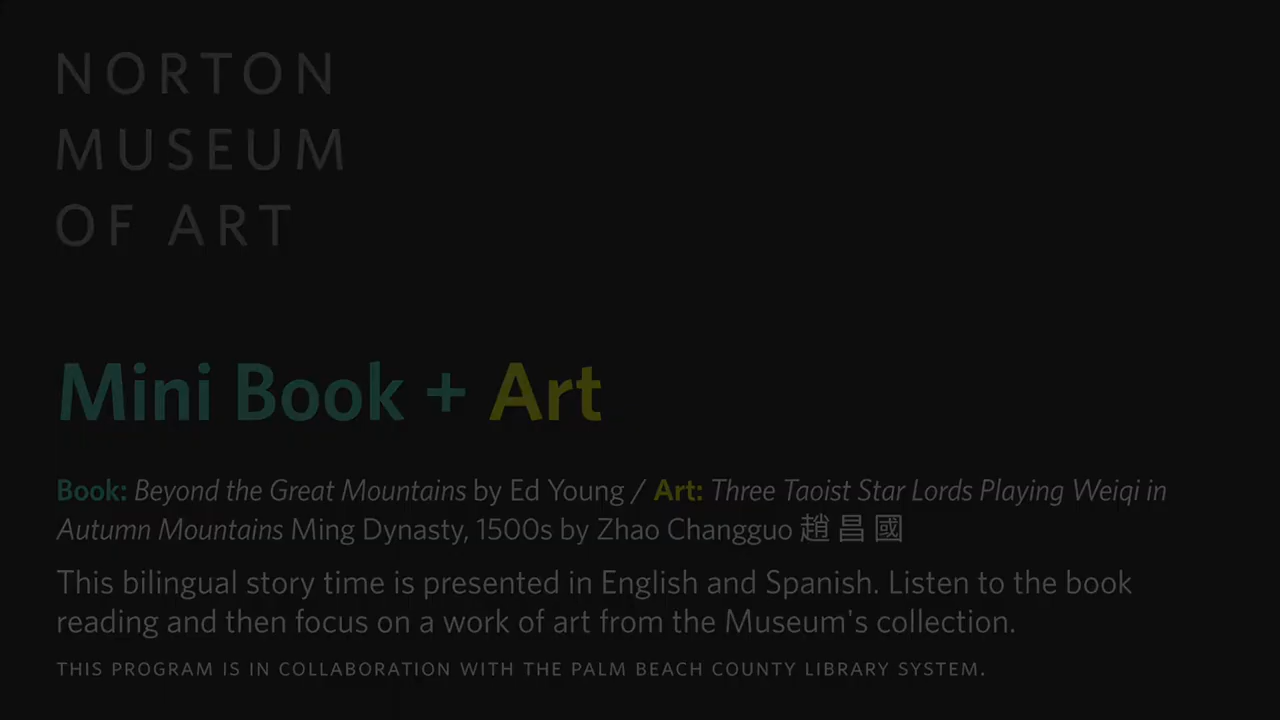 NORTON
MUSEUM
OF ART
Mini Book + Art
Book: Beyond the Great Mountains by Ed Young / Art: Three Taoist Star Lords Playing Weiqi in
Autumn Mountains Ming Dynasty, 1500s by Zhao Changguo 趙昌國
This bilingual story time is presented in English and Spanish. Listen to the book
reading and then focus on a work of art from the Museum's collection.
THIS PROGRAM IS IN COLLABORATION WITH THE PALM BEACH COUNTY LIBRARY SYSTEM.